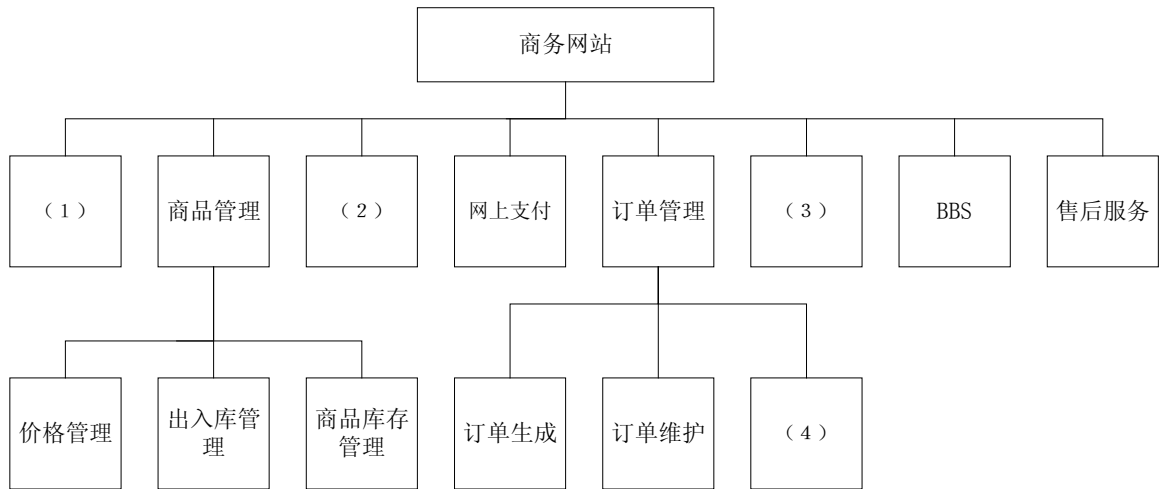 商务网站
（1）
商品管理
（2）
网上支付
订单管理
（3）
BBS
售后服务
价格管理
出入库管
理
商品库存
管理
订单生成
订单维护
（4）